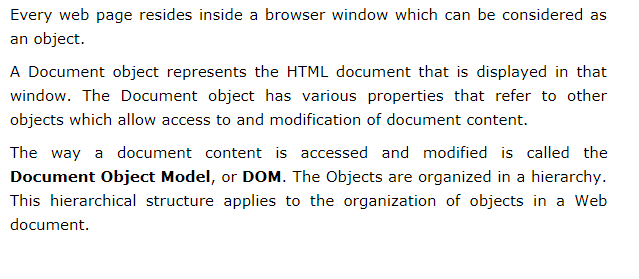 Every web page resides inside a browser window which can be considered as
an object.
A Document object represents the HTML document that is displayed in that
window. The Document object has various properties that refer to other
objects which allow access to and modification of document content.
The way a document content is accessed and modified is called the
Document Object Model, or DOM. The Objects are organized in a hierarchy.
This hierarchical structure applies to the organization of objects in a Web
document.